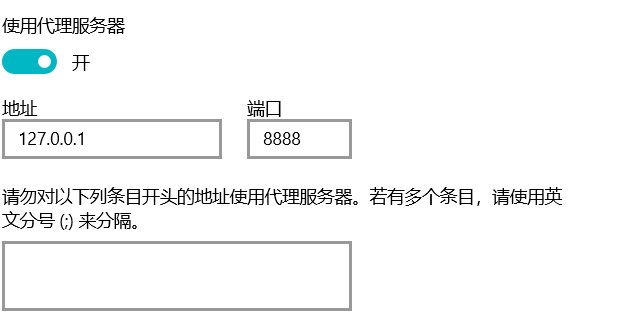 使用代理服务器
开
地址 端口
127.0.0.1 8888
请勿对以下列条目开头的地址使用代理服务器。若有多个条目，请使用英
文分号 (;) 来分隔。